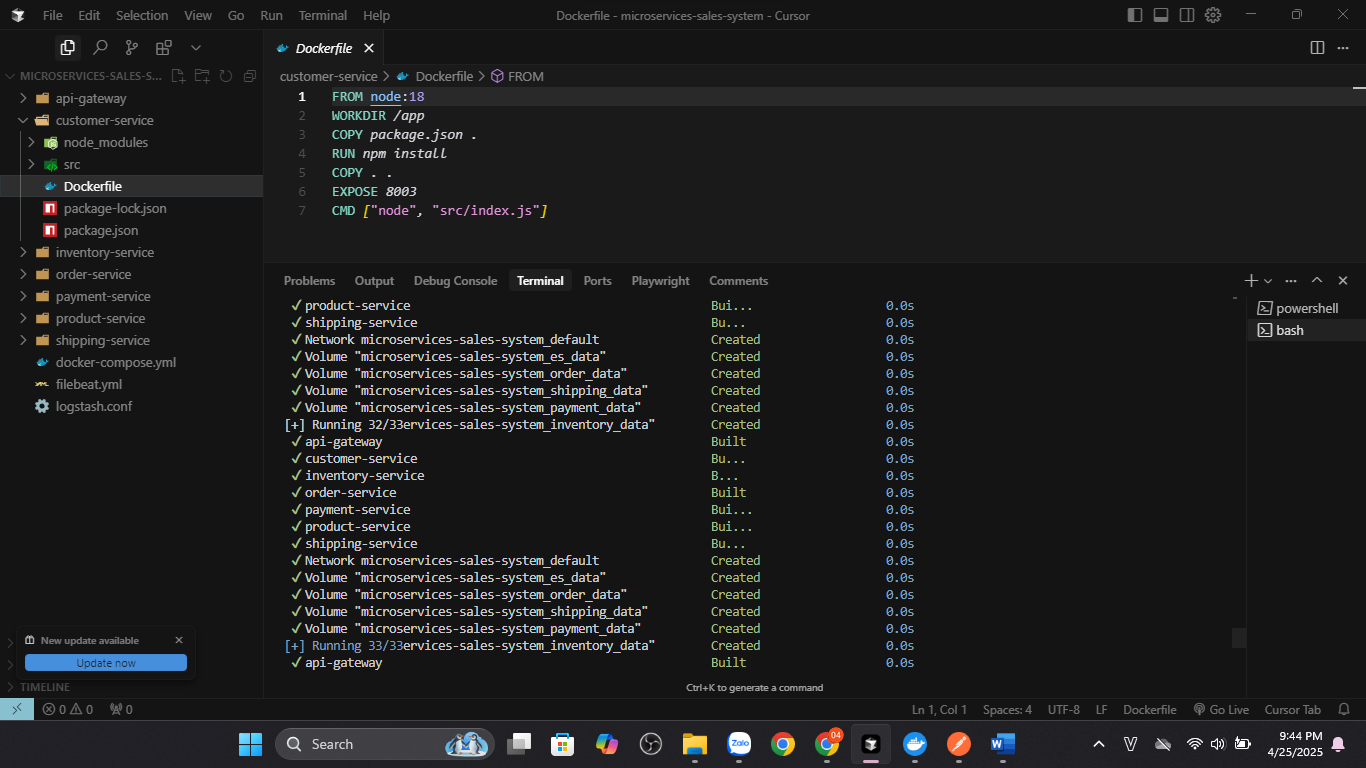 File Edit Selection View Go Run Terminal Help
Dockerfile - microservices-sales-system - Cursor
MICROSERVICES-SALES-S...
api-gateway
customer-service
node_modules
src
Dockerfile
package-lock.json
package.json
inventory-service
order-service
payment-service
product-service
shipping-service
docker-compose.yml
filebeat.yml
logstash.conf
New update available
Update now
TIMELINE
Dockerfile
customer-service > Dockerfile > FROM
1 FROM node:18
2 WORKDIR /app
3 COPY package.json .
4 RUN npm install
5 COPY . .
6 EXPOSE 8003
7 CMD ["node", "src/index.js"]
Problems Output Debug Console Terminal Ports Playwright Comments
✓ product-service Bui... 0.0s
✓ shipping-service Bu... 0.0s
✓ Network microservices-sales-system_default Created 0.0s
✓ Volume "microservices-sales-system_es_data" Created 0.0s
✓ Volume "microservices-sales-system_order_data" Created 0.0s
✓ Volume "microservices-sales-system_shipping_data" Created 0.0s
✓ Volume "microservices-sales-system_payment_data" Created 0.0s
[+] Running 32/33ervices-sales-system_inventory_data" Created 0.0s
✓ api-gateway Built 0.0s
✓ customer-service Bu... 0.0s
✓ inventory-service B... 0.0s
✓ order-service Built 0.0s
✓ payment-service Bui... 0.0s
✓ product-service Bui... 0.0s
✓ shipping-service Bu... 0.0s
✓ Network microservices-sales-system_default Created 0.0s
✓ Volume "microservices-sales-system_es_data" Created 0.0s
✓ Volume "microservices-sales-system_order_data" Created 0.0s
✓ Volume "microservices-sales-system_shipping_data" Created 0.0s
✓ Volume "microservices-sales-system_payment_data" Created 0.0s
[+] Running 33/33ervices-sales-system_inventory_data" Created 0.0s
✓ api-gateway Built 0.0s
Ctrl+K to generate a command
powershell
bash
0 0 0
Ln 1, Col 1 Spaces: 4 UTF-8 LF Dockerfile Go Live Cursor Tab
Search
Zalo
04
V
9:44 PM
4/25/2025